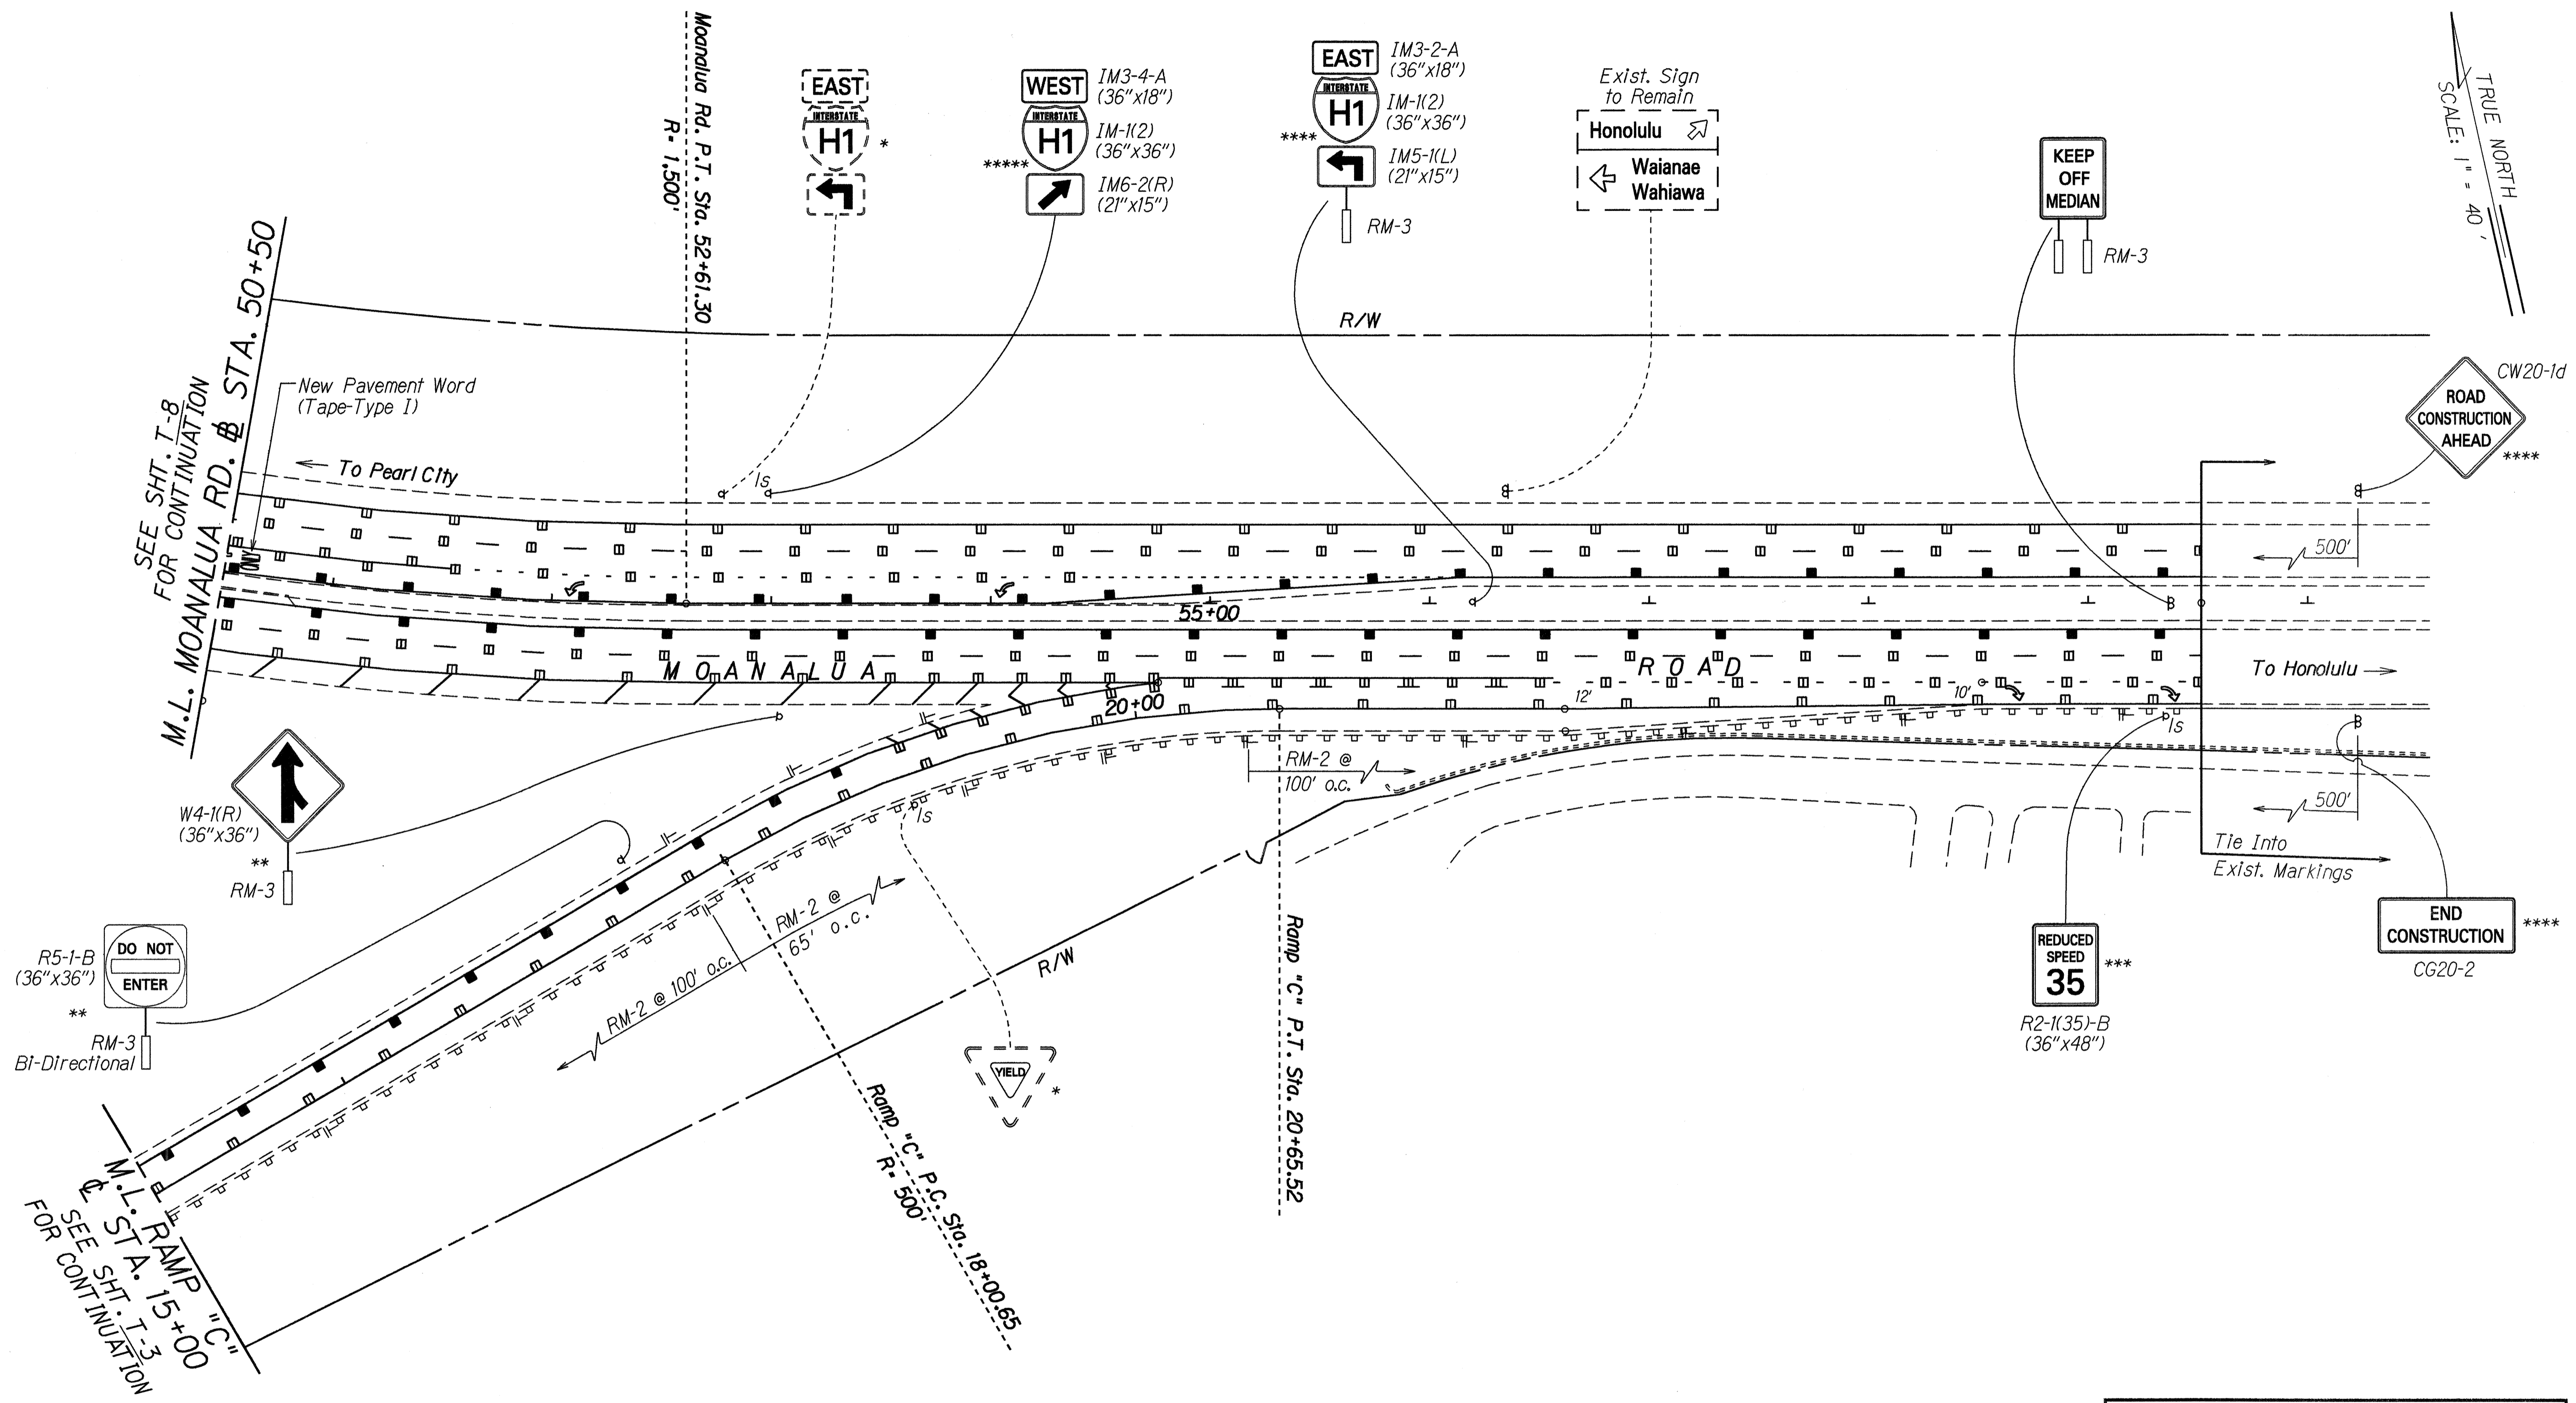 Moanalua Rd. P.T. Sta. 52+61.30
R= 1,500'
EAST
INTERSTATE
H1
*
WEST
INTERSTATE
H1
*****
IM3-4-A
(36"x18")
IM-1(2)
(36"x36")
IM6-2(R)
(21"x15")
EAST
INTERSTATE
H1
****
IM3-2-A
(36"x18")
IM-1(2)
(36"x36")
IM5-1(L)
(21"x15")
RM-3
Exist. Sign
to Remain
Honolulu
Waianae
Wahiawa
KEEP
OFF
MEDIAN
RM-3
TRUE NORTH
SCALE: 1" = 40'
R/W
CW20-1d
ROAD
CONSTRUCTION
AHEAD
****
SEE SHT. T-8
FOR CONTINUATION
M.L. MOANALUA RD. ␢ STA. 50+50
New Pavement Word
(Tape-Type I)
To Pearl City
ls
ONLY
500'
55+00
MOANALUA ROAD
To Honolulu
20+00
12'
10'
ls
RM-2 @
100' o.c.
500'
Tie Into
Exist. Markings
W4-1(R)
(36"x36")
**
RM-3
ls
RM-2 @
65' o.c.
RM-2 @ 100' o.c.
R/W
R5-1-B
(36"x36")
**
DO NOT
ENTER
RM-3
Bi-Directional
YIELD
*
Ramp "C" P.T. Sta. 20+65.52
Ramp "C" P.C. Sta. 18+00.65
R= 500'
REDUCED
SPEED
35
***
R2-1(35)-B
(36"x48")
END
CONSTRUCTION
****
CG20-2
M.L. RAMP "C"
℄ STA. 15+00
SEE SHT. T-3
FOR CONTINUATION